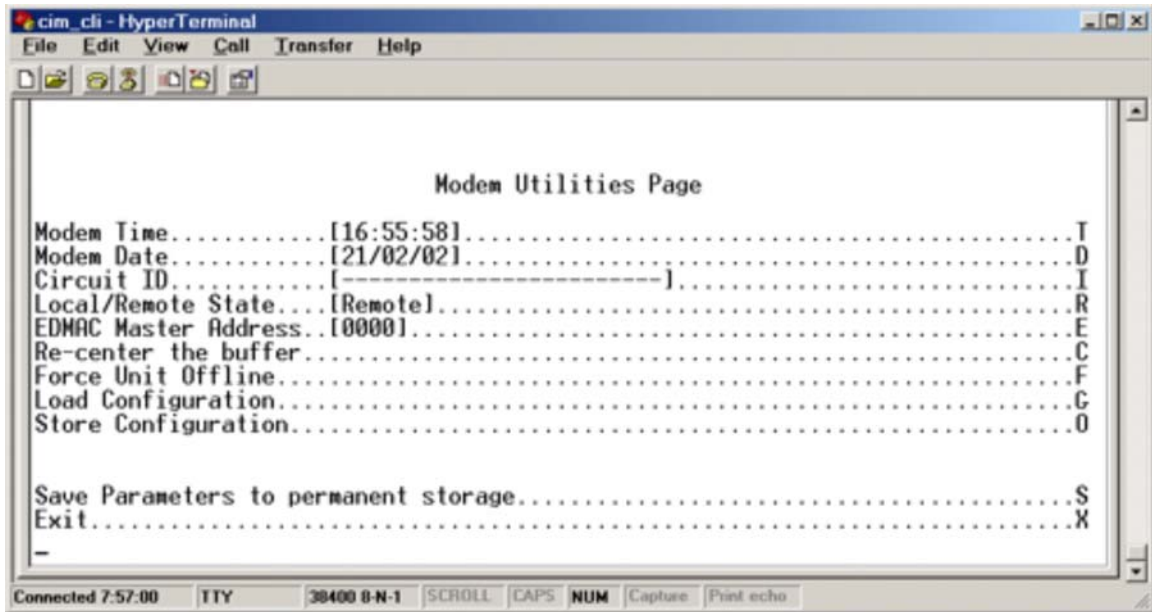 cim_cli - HyperTerminal
File Edit View Call Transfer Help
Modem Utilities Page
Modem Time............[16:55:58]..............................................T
Modem Date............[21/02/02]..............................................D
Circuit ID............[------------------------]..............................I
Local/Remote State....[Remote]................................................R
EDMAC Master Address..[0000]..................................................E
Re-center the buffer..........................................................C
Force Unit Offline............................................................F
Load Configuration............................................................G
Store Configuration...........................................................O
Save Parameters to permanent storage..........................................S
Exit..........................................................................X
Connected 7:57:00 TTY 38400 8-N-1 SCROLL CAPS NUM Capture Print echo